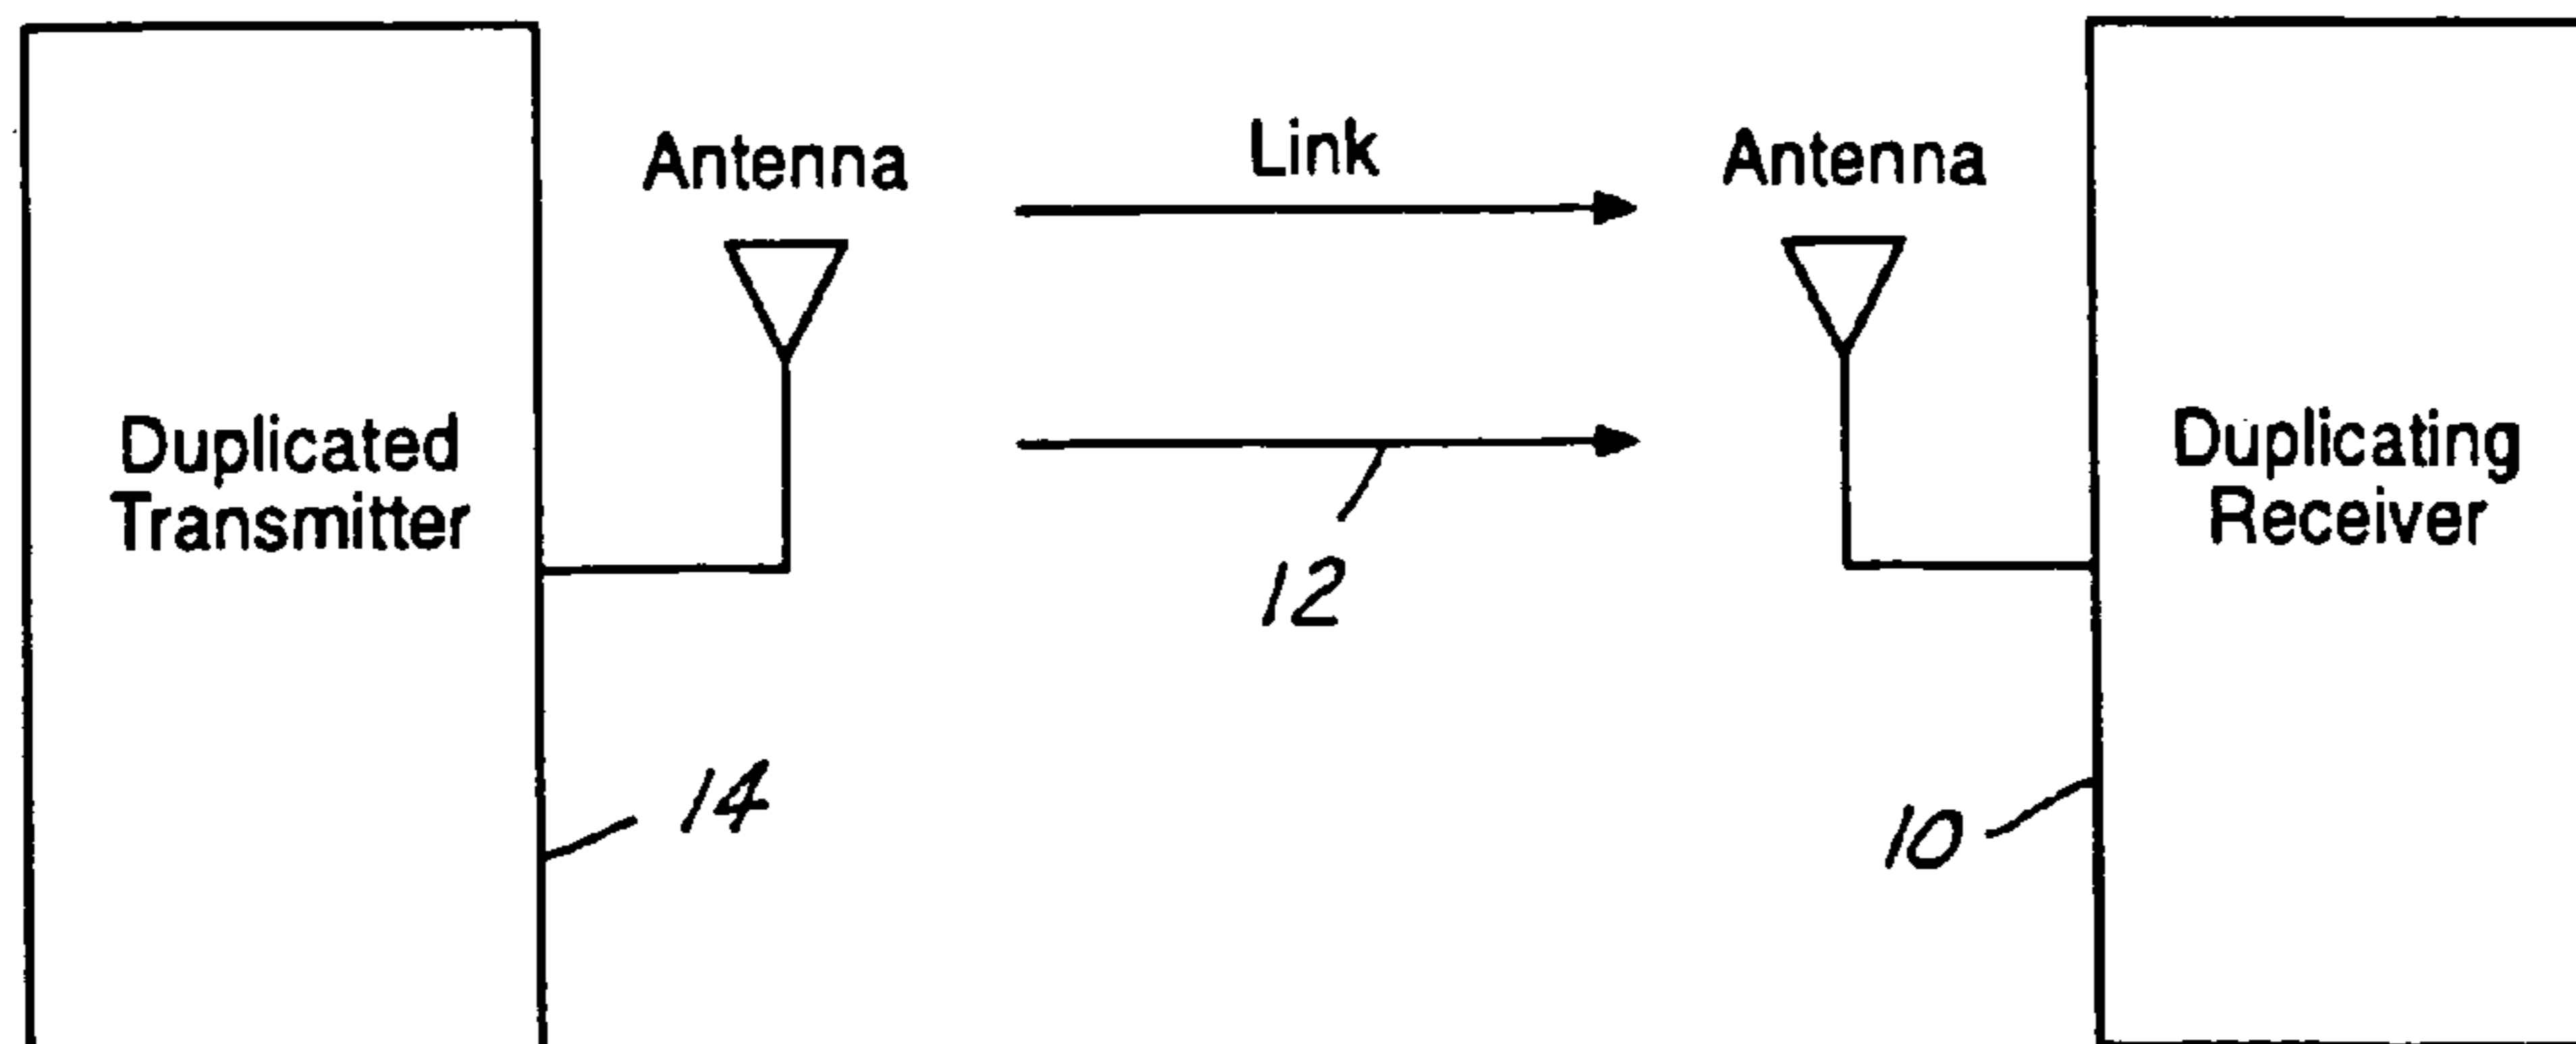 Antenna
Link
Antenna
Duplicated
Transmitter
Duplicating
Receiver
12
14
10